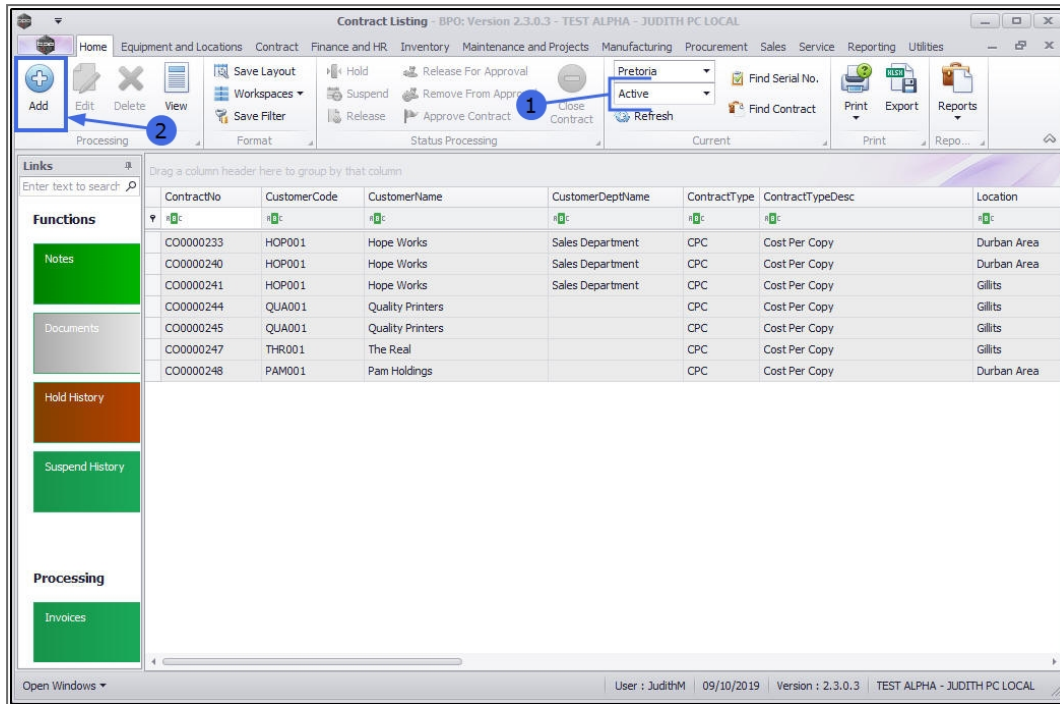 Contract Listing - BPO: Version 2.3.0.3 - TEST ALPHA - JUDITH PC LOCAL
Home Equipment and Locations Contract Finance and HR Inventory Maintenance and Projects Manufacturing Procurement Sales Service Reporting Utilities
Save Layout Hold Release For Approval Pretoria Find Serial No.
Workspaces Suspend Remove From Active
Add Edit Delete View Save Filter Release Approve Contract Close Contract Refresh Find Contract Print Export Reports
1
2
Processing Format Status Processing Current Print Repo...
Links
Enter text to search
Drag a column header here to group by that column
ContractNo CustomerCode CustomerName CustomerDeptName ContractType ContractTypeDesc Location
Functions
CO0000233 HOP001 Hope Works Sales Department CPC Cost Per Copy Durban Area
CO0000240 HOP001 Hope Works Sales Department CPC Cost Per Copy Durban Area
CO0000241 HOP001 Hope Works Sales Department CPC Cost Per Copy Gillits
CO0000244 QUA001 Quality Printers CPC Cost Per Copy Gillits
CO0000245 QUA001 Quality Printers CPC Cost Per Copy Gillits
CO0000247 THR001 The Real CPC Cost Per Copy Gillits
CO0000248 PAM001 Pam Holdings CPC Cost Per Copy Durban Area
Notes
Documents
Hold History
Suspend History
Processing
Invoices
Open Windows User : JudithM 09/10/2019 Version : 2.3.0.3 TEST ALPHA - JUDITH PC LOCAL